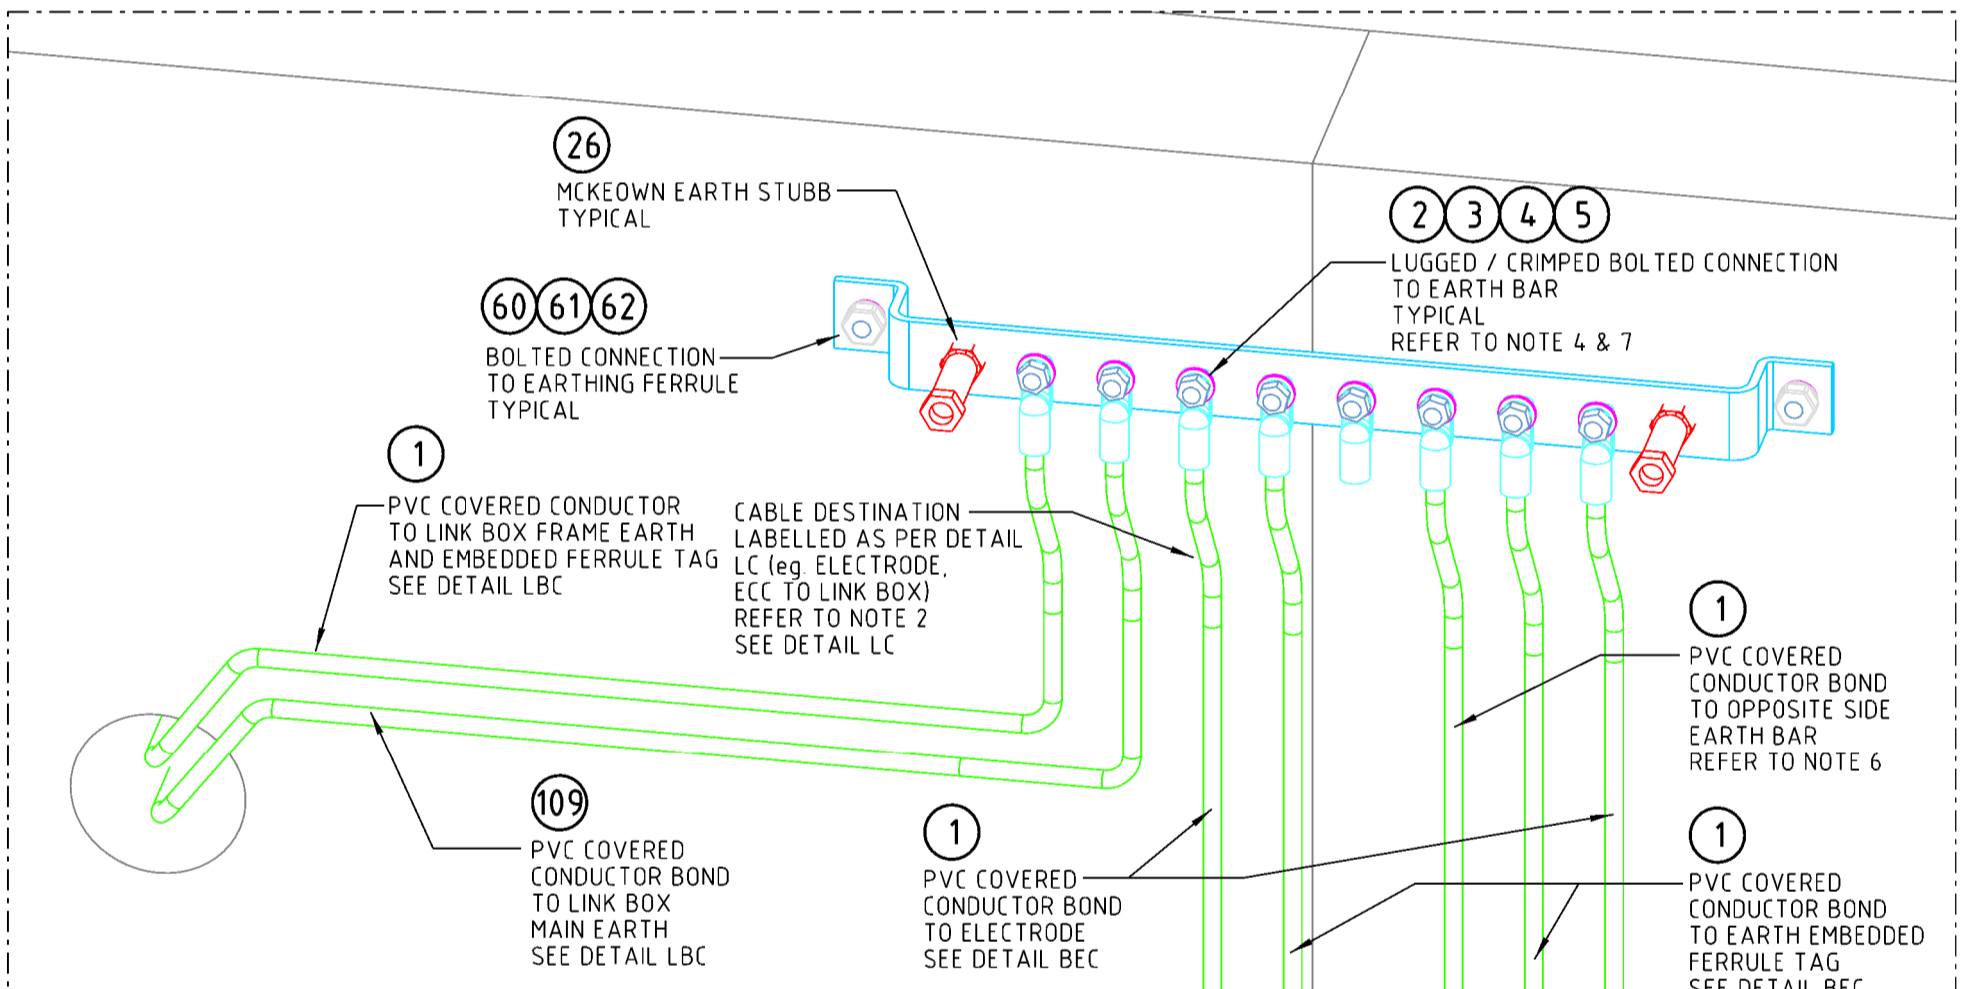 26
MCKEOWN EARTH STUBB
TYPICAL
2 3 4 5
LUGGED / CRIMPED BOLTED CONNECTION
TO EARTH BAR
TYPICAL
REFER TO NOTE 4 & 7
60 61 62
BOLTED CONNECTION
TO EARTHING FERRULE
TYPICAL
1
PVC COVERED CONDUCTOR
TO LINK BOX FRAME EARTH
AND EMBEDDED FERRULE TAG
SEE DETAIL LBC
CABLE DESTINATION
LABELLED AS PER DETAIL
LC (eg. ELECTRODE,
ECC TO LINK BOX)
REFER TO NOTE 2
SEE DETAIL LC
1
PVC COVERED
CONDUCTOR BOND
TO OPPOSITE SIDE
EARTH BAR
REFER TO NOTE 6
109
PVC COVERED
CONDUCTOR BOND
TO LINK BOX
MAIN EARTH
SEE DETAIL LBC
1
PVC COVERED
CONDUCTOR BOND
TO ELECTRODE
SEE DETAIL BEC
1
PVC COVERED
CONDUCTOR BOND
TO EARTH EMBEDDED
FERRULE TAG
SEE DETAIL BEC